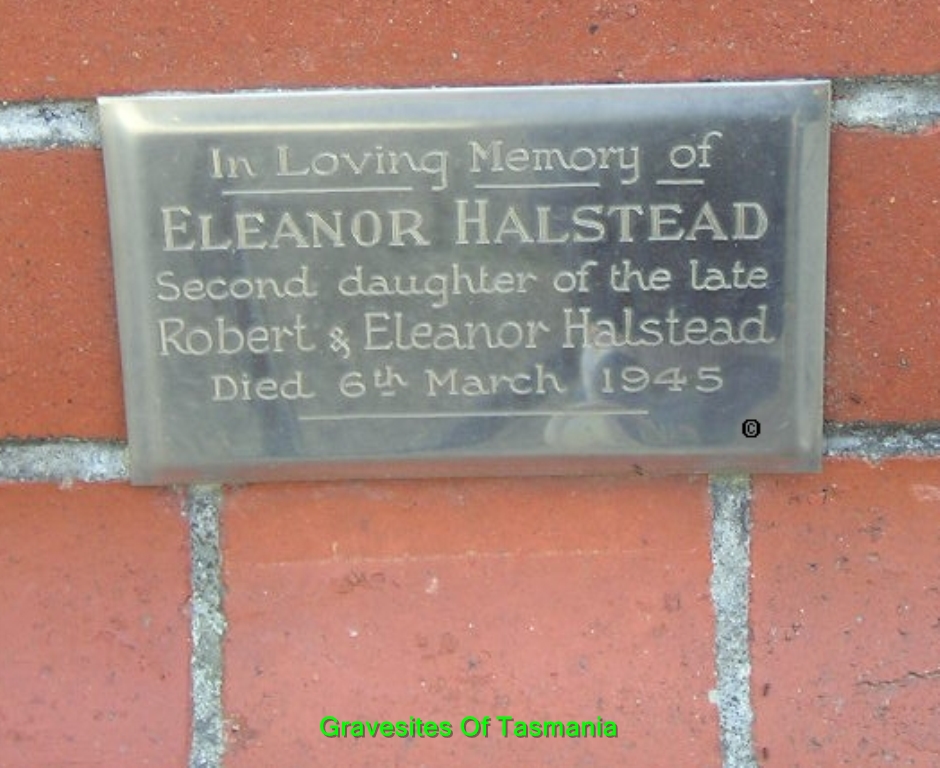 In Loving Memory of
ELEANOR HALSTEAD
Second daughter of the late
Robert & Eleanor Halstead
Died 6th March 1945
©
Gravesites Of Tasmania